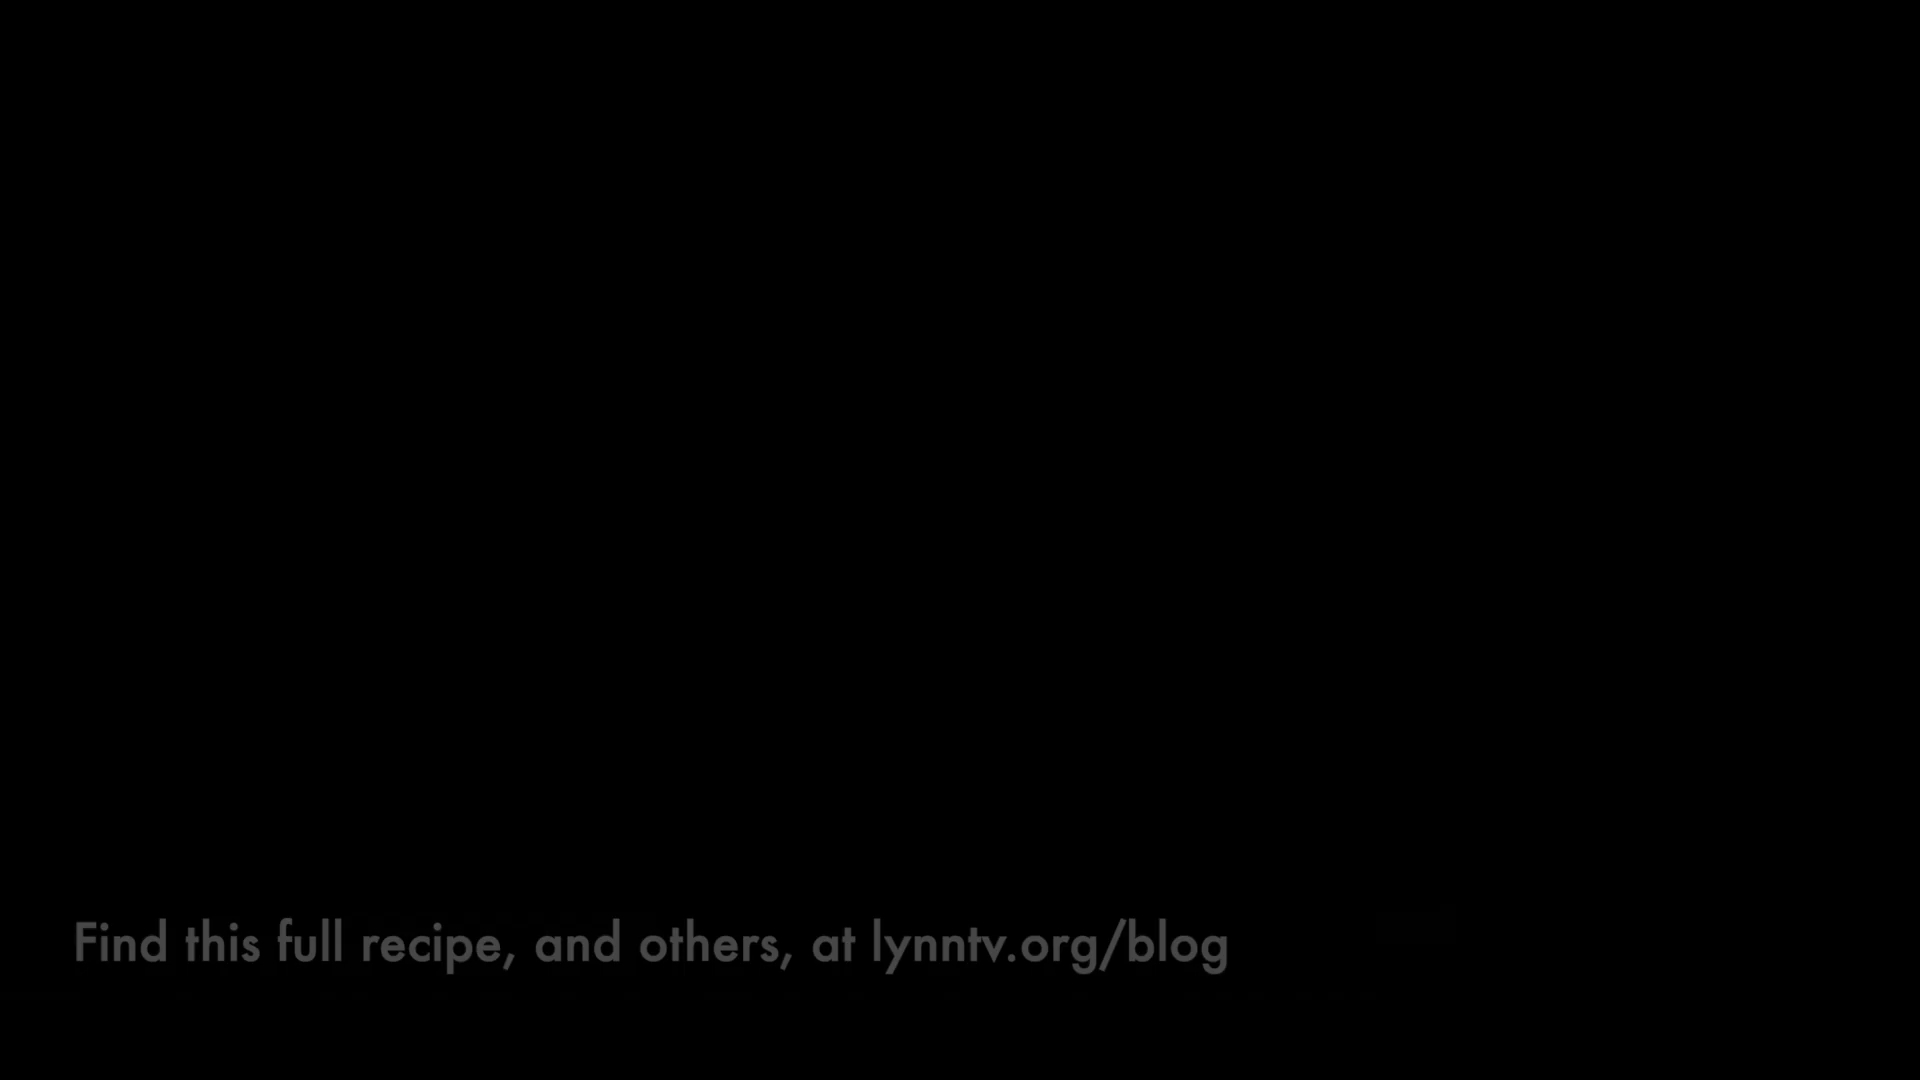 Find this full recipe, and others, at lynntv.org/blog